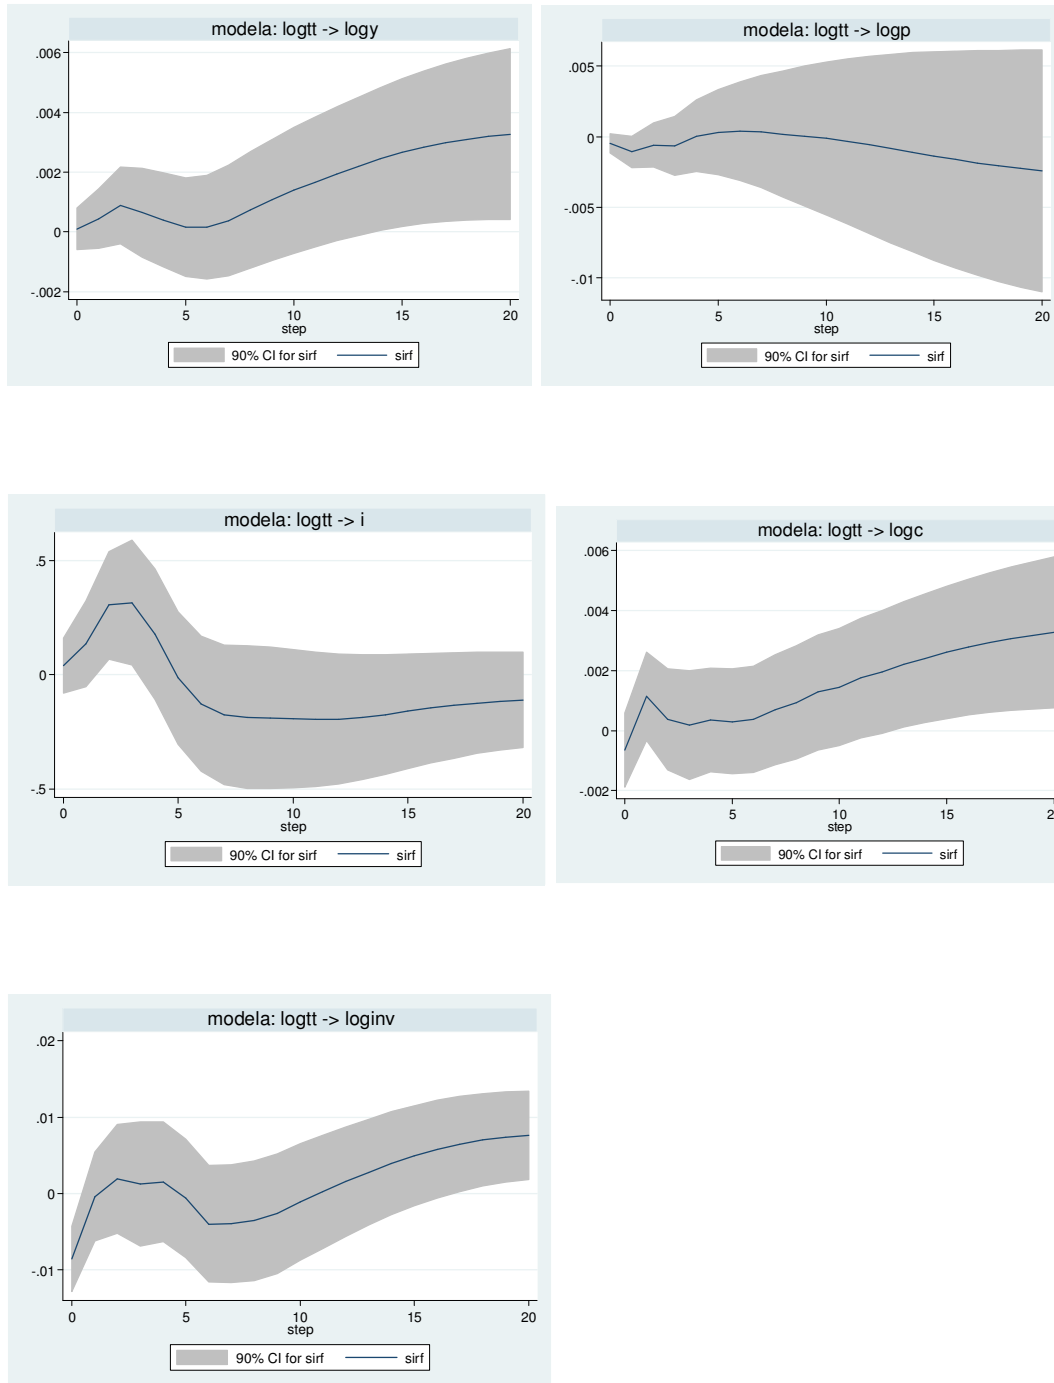 modela: logtt -> logy
.006
.004
.002
0
-.002
0 5 10 15 20
step
90% CI for sirf sirf
modela: logtt -> logp
.005
0
-.005
-.01
0 5 10 15 20
step
90% CI for sirf sirf
modela: logtt -> i
.5
0
-.5
0 5 10 15 20
step
90% CI for sirf sirf
modela: logtt -> logc
.006
.004
.002
0
-.002
0 5 10 15 2
step
90% CI for sirf sirf
modela: logtt -> loginv
.02
.01
0
-.01
0 5 10 15 20
step
90% CI for sirf sirf